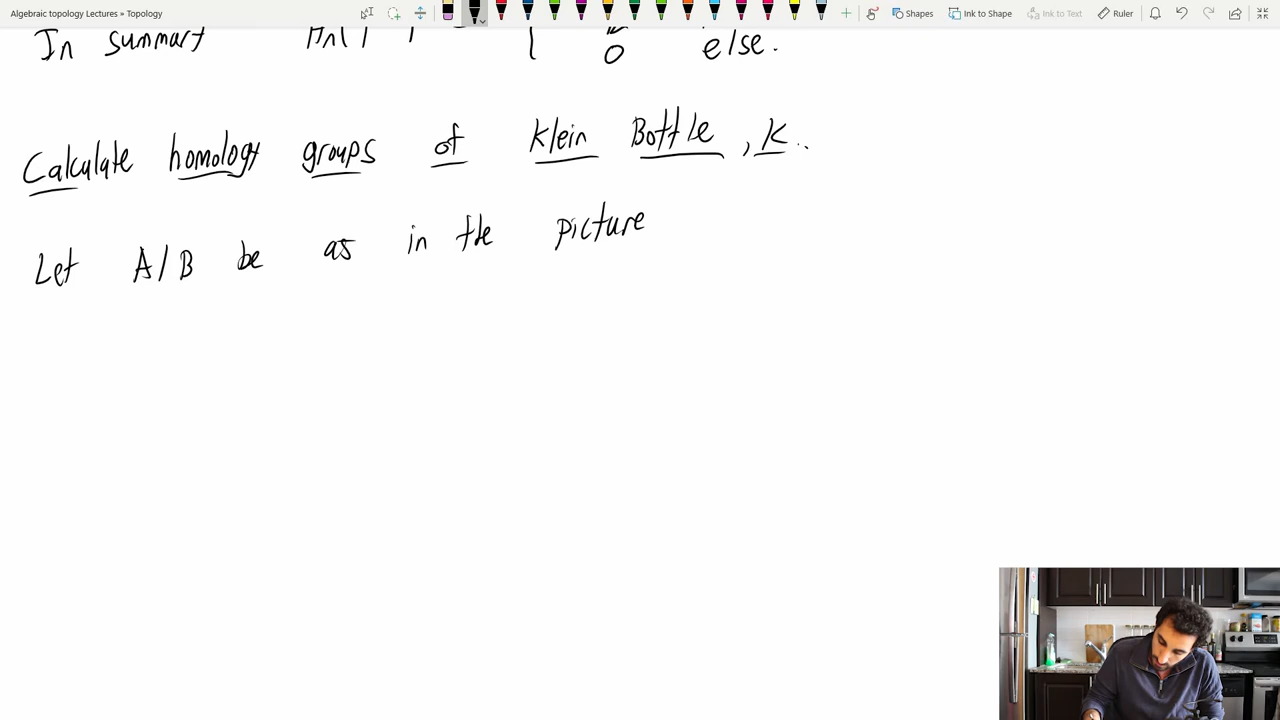 Algebraic topology Lectures » Topology
Shapes
Ink to Shape
Ink to Text
Ruler
In summary
0 else.
Calculate homology groups of Klein Bottle, K..
Let A/B be as in the picture